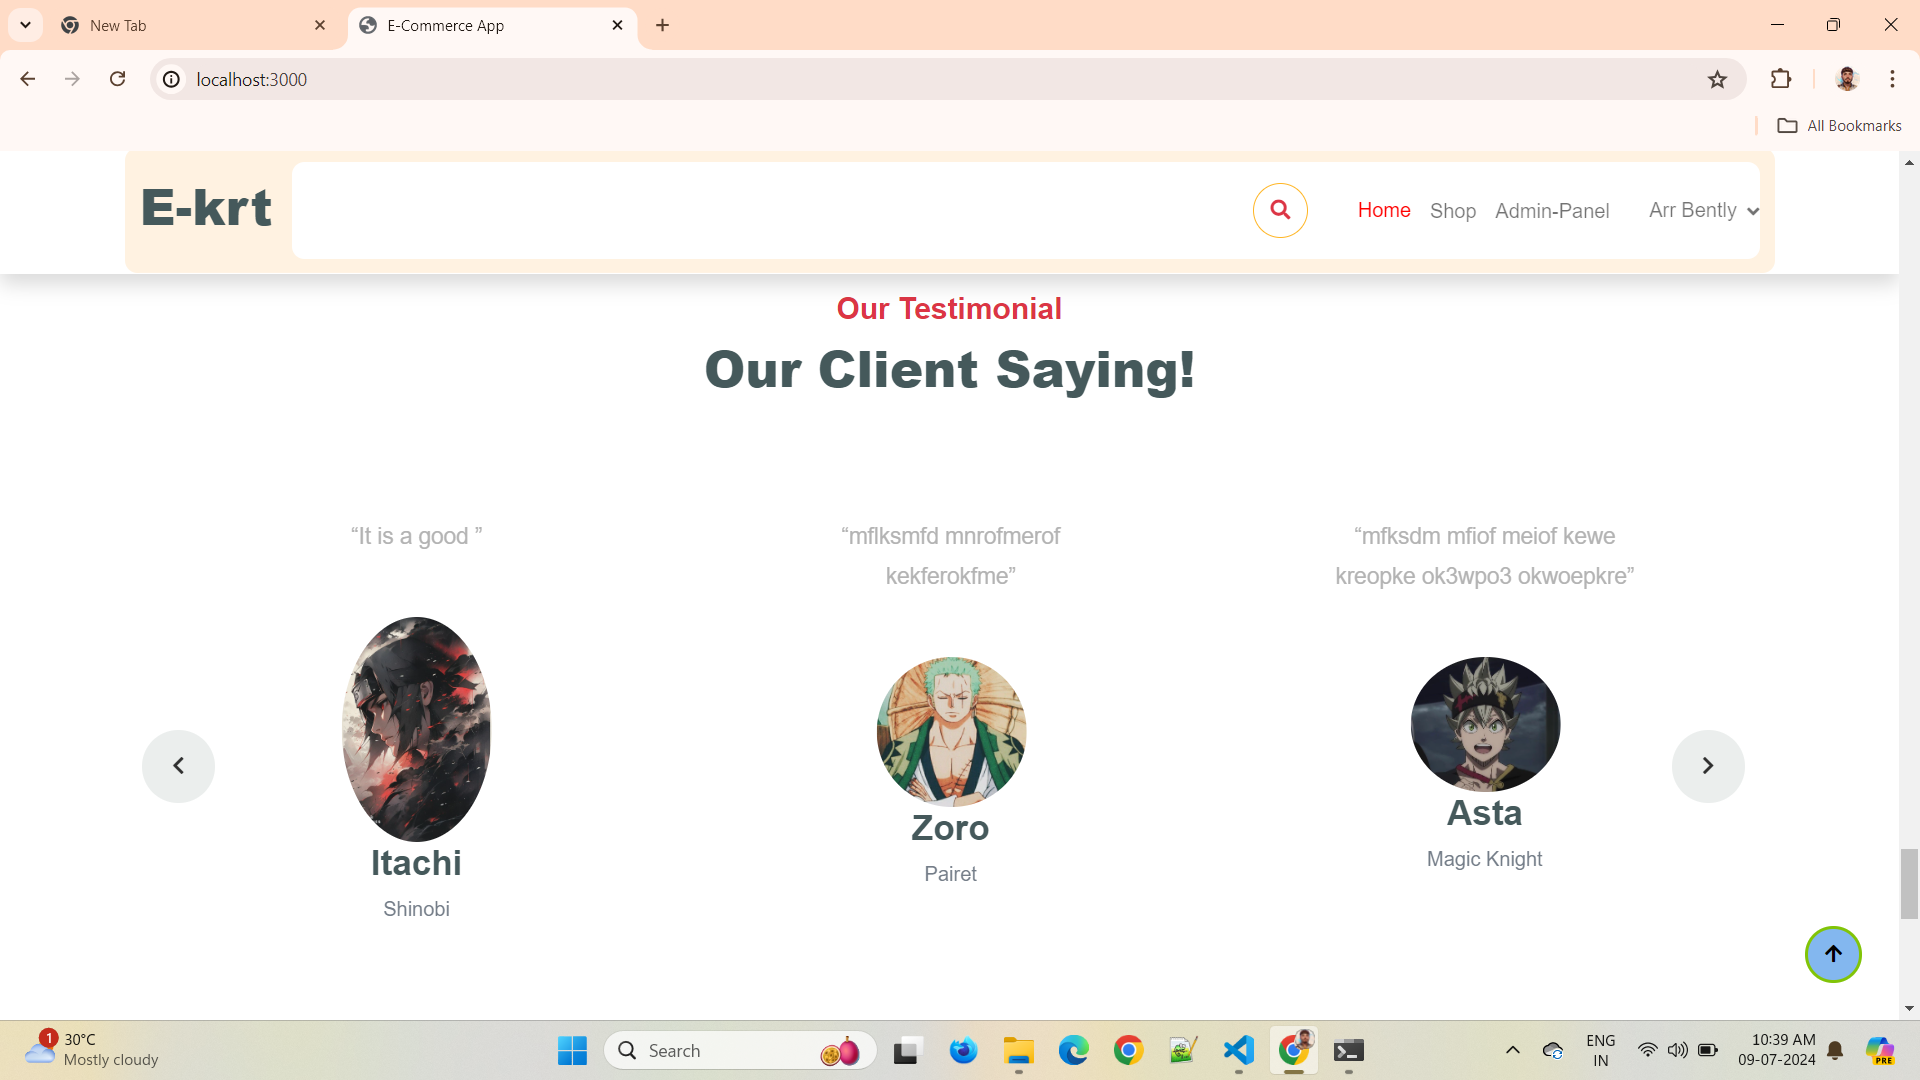 New Tab
E-Commerce App
localhost:3000
All Bookmarks
E-krt
Home
Shop
Admin-Panel
Arr Bently
Our Testimonial
Our Client Saying!
“It is a good ”
“mflksmfd mnrofmerof
kekferokfme”
“mfksdm mfiof meiof kewe
kreopke ok3wpo3 okwoepkre”
Itachi
Shinobi
Zoro
Pairet
Asta
Magic Knight
1
30°C
Mostly cloudy
Search
ENG
IN
10:39 AM
09-07-2024
PRE